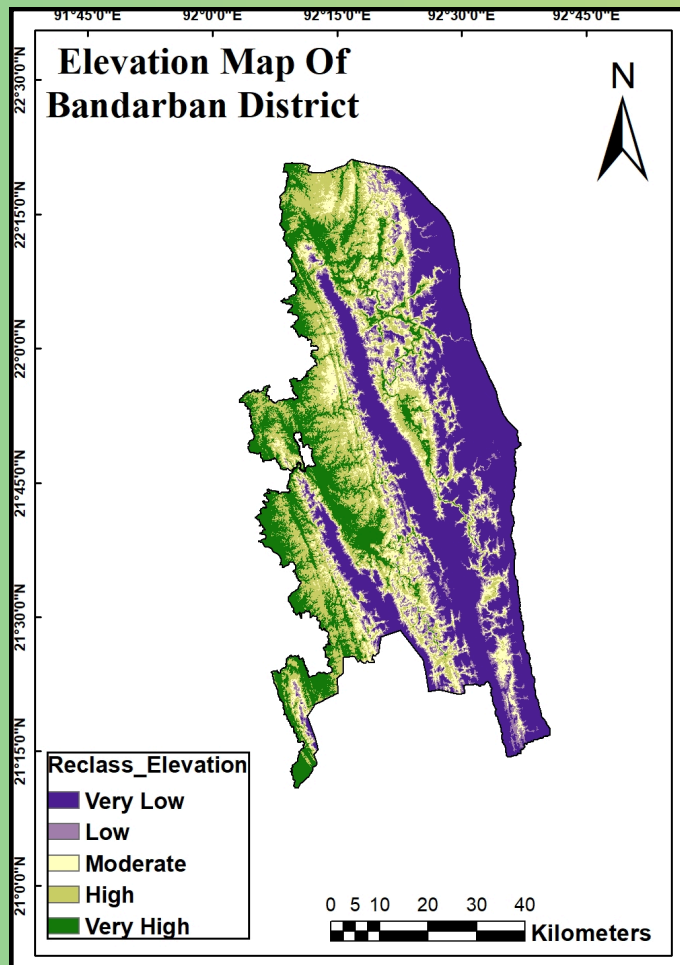 91°45'0"E 92°0'0"E 92°15'0"E 92°30'0"E 92°45'0"E
Elevation Map Of
Bandarban District
N
22°30'0"N
22°15'0"N
22°0'0"N
21°45'0"N
21°30'0"N
21°15'0"N
21°0'0"N
Reclass_Elevation
Very Low
Low
Moderate
High
Very High
0 5 10 20 30 40
Kilometers